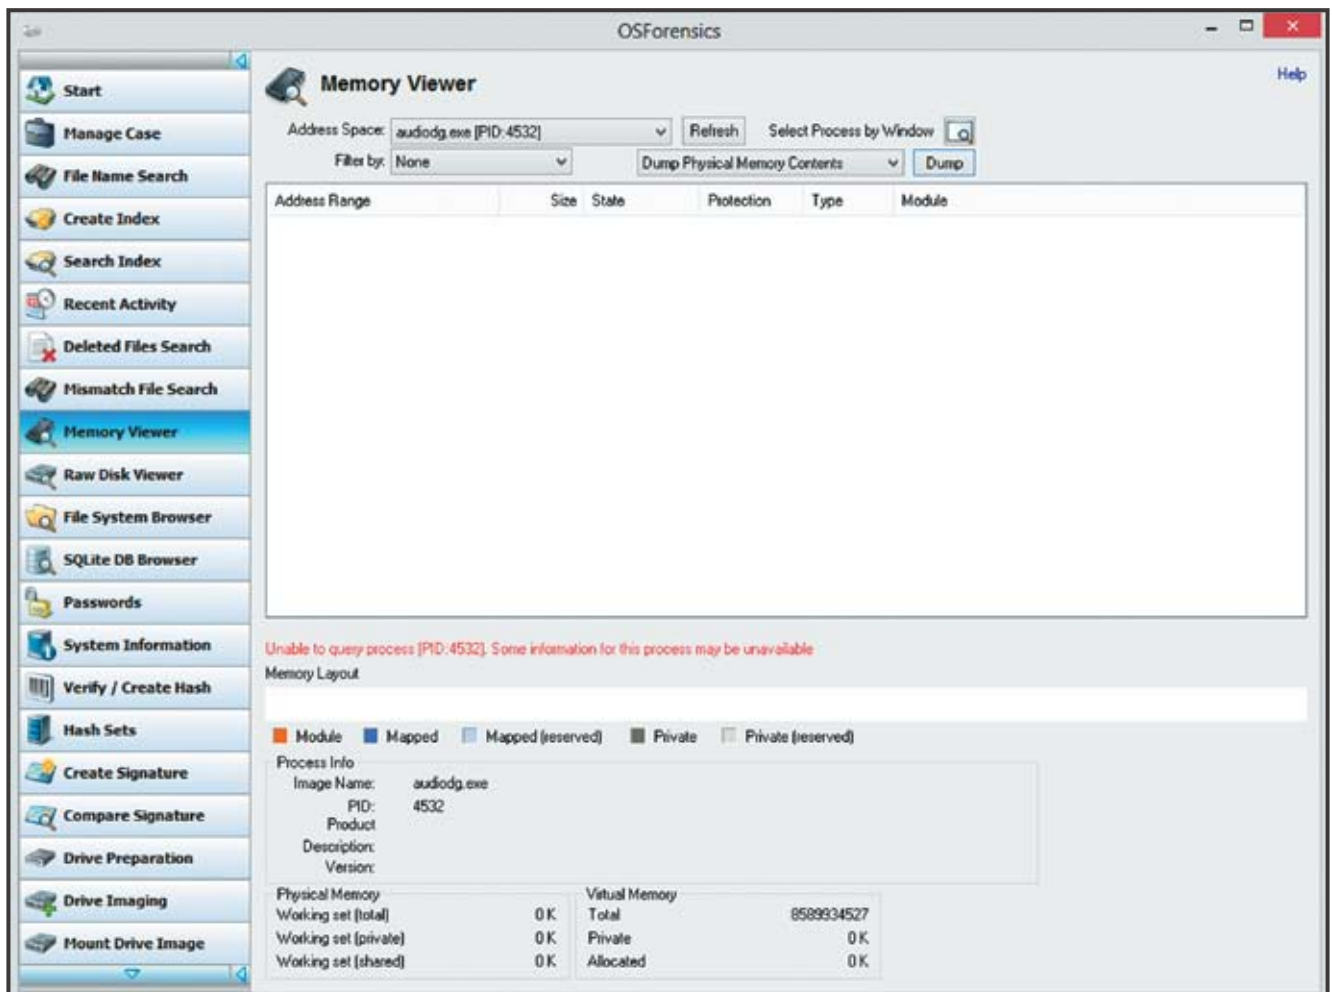 OSForensics
Start
Manage Case
File Name Search
Create Index
Search Index
Recent Activity
Deleted Files Search
Mismatch File Search
Memory Viewer
Raw Disk Viewer
File System Browser
SQLite DB Browser
Passwords
System Information
Verify / Create Hash
Hash Sets
Create Signature
Compare Signature
Drive Preparation
Drive Imaging
Mount Drive Image
Memory Viewer
Help
Address Space: audiodg.exe [PID:4532] Refresh Select Process by Window
Filter by: None Dump Physical Memory Contents Dump
Address Range Size State Protection Type Module
Unable to query process [PID:4532]. Some information for this process may be unavailable
Memory Layout
Module Mapped Mapped (reserved) Private Private (reserved)
Process Info
Image Name: audiodg.exe
PID: 4532
Product
Description:
Version:
Physical Memory
Working set (total) 0 K
Working set (private) 0 K
Working set (shared) 0 K
Virtual Memory
Total 8589934527
Private 0 K
Allocated 0 K